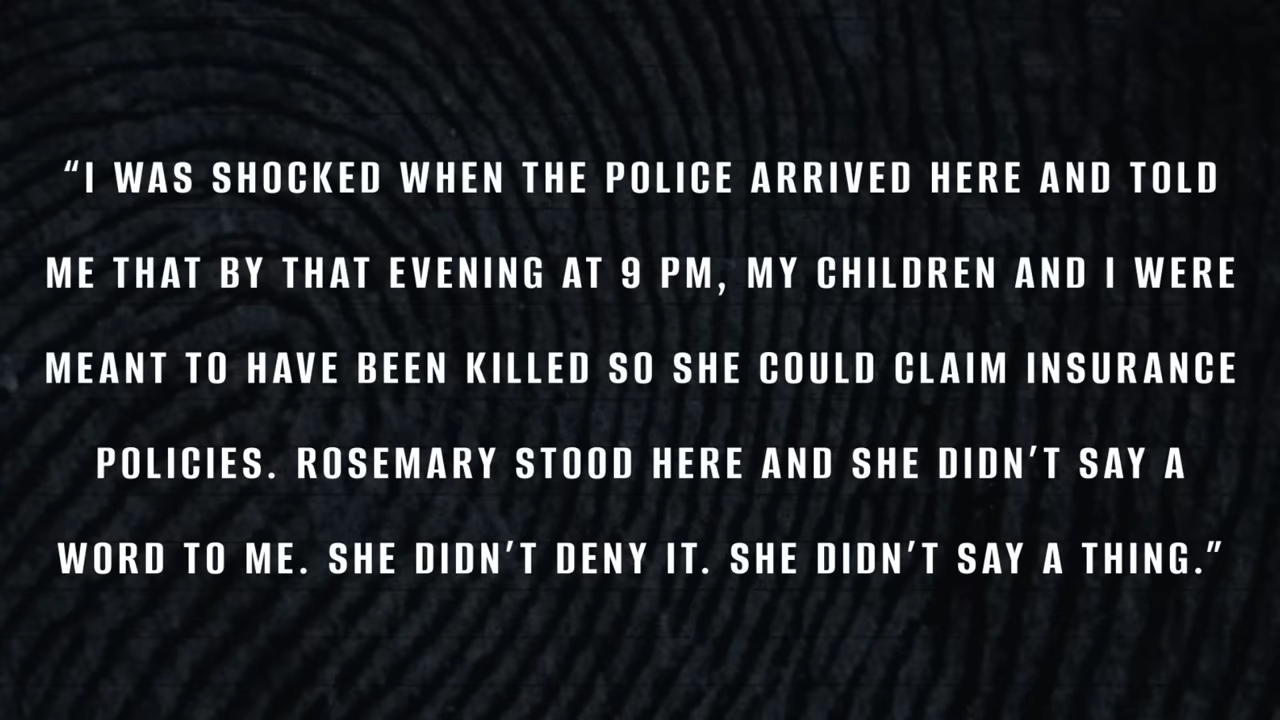 “I WAS SHOCKED WHEN THE POLICE ARRIVED HERE AND TOLD
ME THAT BY THAT EVENING AT 9 PM, MY CHILDREN AND I WERE
MEANT TO HAVE BEEN KILLED SO SHE COULD CLAIM INSURANCE
POLICIES. ROSEMARY STOOD HERE AND SHE DIDN’T SAY A
WORD TO ME. SHE DIDN’T DENY IT. SHE DIDN’T SAY A THING.”